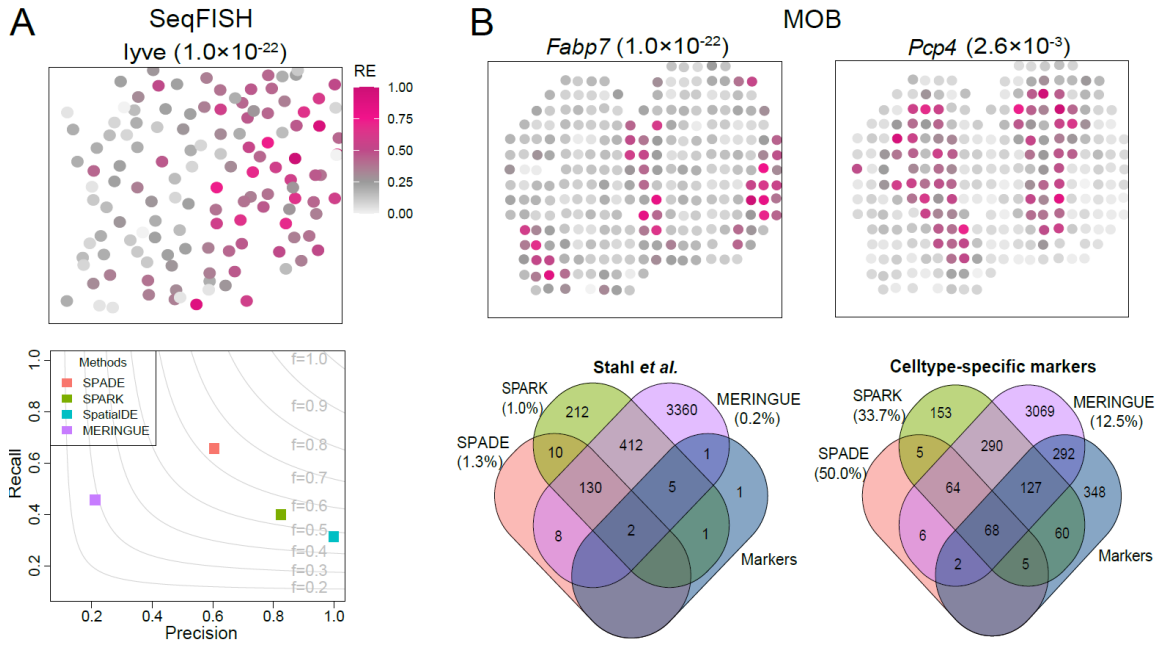 A
SeqFISH
lyve (1.0×10-22)
RE
1.00
0.75
0.50
0.25
0.00
B
MOB
Fabp7 (1.0×10-22)
Pcp4 (2.6×10-3)
Methods
SPADE
SPARK
SpatialDE
MERINGUE
f=1.0
f=0.9
f=0.8
f=0.7
f=0.6
f=0.5
f=0.4
f=0.3
f=0.2
Recall
1.0
0.8
0.6
0.4
0.2
0.2
0.4
0.6
0.8
1.0
Precision
Stahl et al.
SPARK
(1.0%)
MERINGUE
(0.2%)
SPADE
(1.3%)
Markers
212
3360
10
412
1
130
5
1
8
2
1
Celltype-specific markers
SPARK
(33.7%)
MERINGUE
(12.5%)
SPADE
(50.0%)
Markers
153
3069
5
290
292
64
127
348
6
68
60
2
5